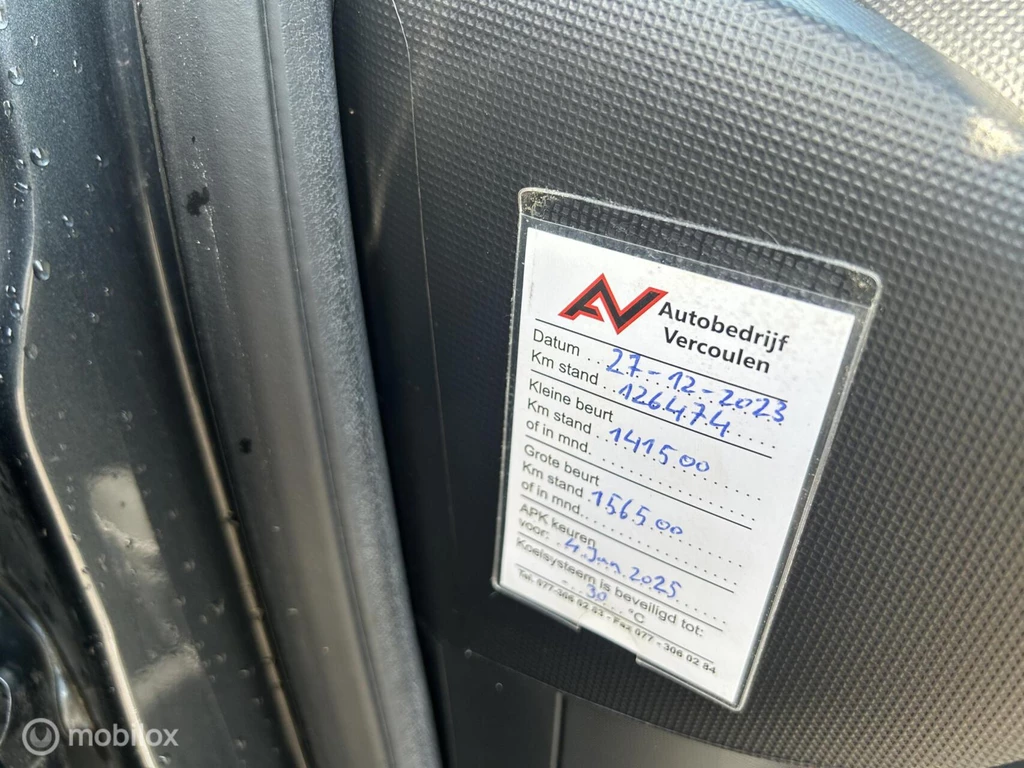 AV Autobedrijf
Vercoulen
Datum .. 27-12-2023
Km stand .. 126474
Kleine beurt
Km stand .. 141500
of in mnd.
Grote beurt
Km stand .156500
of in mnd.
APK keuren
voor: .. 4 Jan 2025
Koelsysteem is beveiligd tot:
- 30 °C
Tel. 077-306 02 83 - Fax 077 - 306 02 84
mobilox